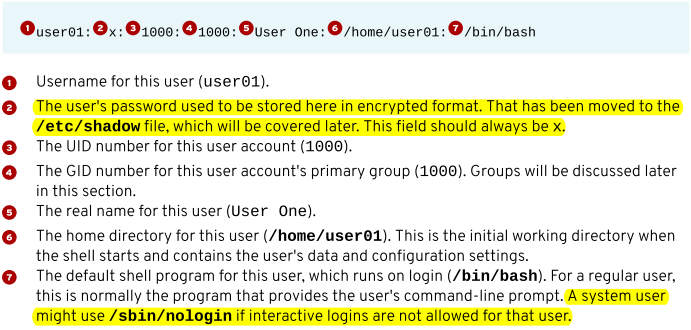 1user01:2x:31000:41000:5User One:6/home/user01:7/bin/bash
1 Username for this user (user01).
2 The user's password used to be stored here in encrypted format. That has been moved to the
/etc/shadow file, which will be covered later. This field should always be x.
3 The UID number for this user account (1000).
4 The GID number for this user account's primary group (1000). Groups will be discussed later
in this section.
5 The real name for this user (User One).
6 The home directory for this user (/home/user01). This is the initial working directory when
the shell starts and contains the user's data and configuration settings.
7 The default shell program for this user, which runs on login (/bin/bash). For a regular user,
this is normally the program that provides the user's command-line prompt. A system user
might use /sbin/nologin if interactive logins are not allowed for that user.